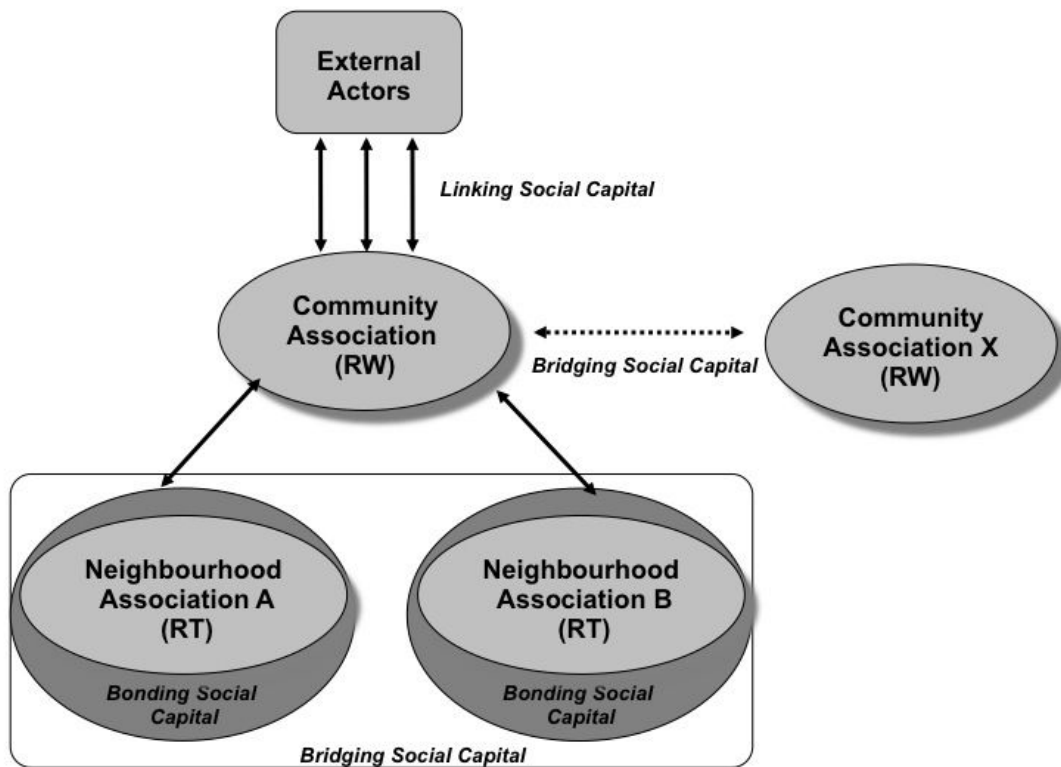 External
Actors
Linking Social Capital
Community
Association
(RW)
Bridging Social Capital
Community
Association X
(RW)
Neighbourhood
Association A
(RT)
Bonding Social
Capital
Neighbourhood
Association B
(RT)
Bonding Social
Capital
Bridging Social Capital